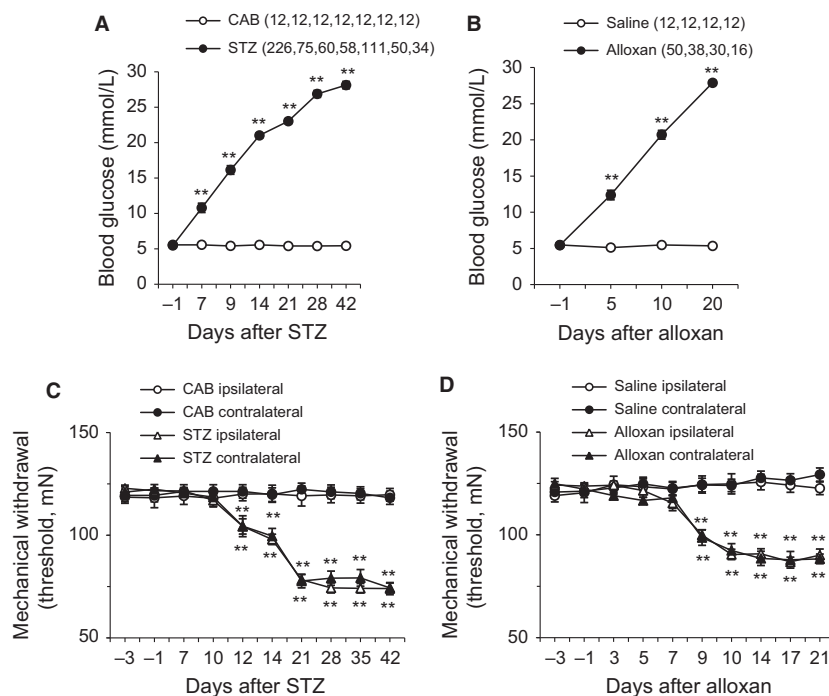 A
CAB (12,12,12,12,12,12,12)
STZ (226,75,60,58,111,50,34)
Blood glucose (mmol/L)
30
25
20
15
10
5
0
** ** ** ** ** **
–1 7 9 14 21 28 42
Days after STZ
B
Saline (12,12,12,12)
Alloxan (50,38,30,16)
Blood glucose (mmol/L)
30
25
20
15
10
5
0
** ** **
–1 5 10 20
Days after alloxan
C
CAB ipsilateral
CAB contralateral
STZ ipsilateral
STZ contralateral
Mechanical withdrawal
(threshold, mN)
150
100
50
** ** ** ** ** **
** ** ** ** ** **
–3 –1 7 10 12 14 21 28 35 42
Days after STZ
D
Saline ipsilateral
Saline contralateral
Alloxan ipsilateral
Alloxan contralateral
Mechanical withdrawal
(threshold, mN)
150
100
50
** ** ** ** **
** ** ** ** **
–3 –1 3 5 7 9 10 14 17 21
Days after alloxan